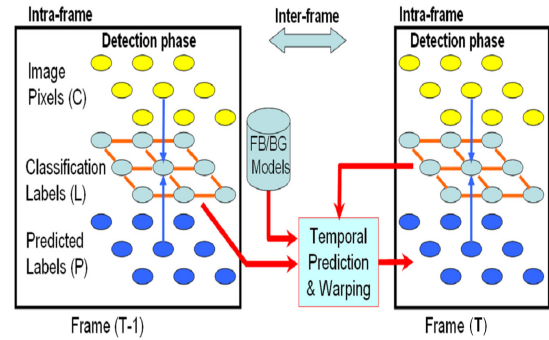 Intra-frame
Detection phase
Image
Pixels (C)
Classification
Labels (L)
Predicted
Labels (P)
Frame (T-1)
Inter-frame
FB/BG
Models
Temporal
Prediction
& Warping
Intra-frame
Detection phase
Frame (T)